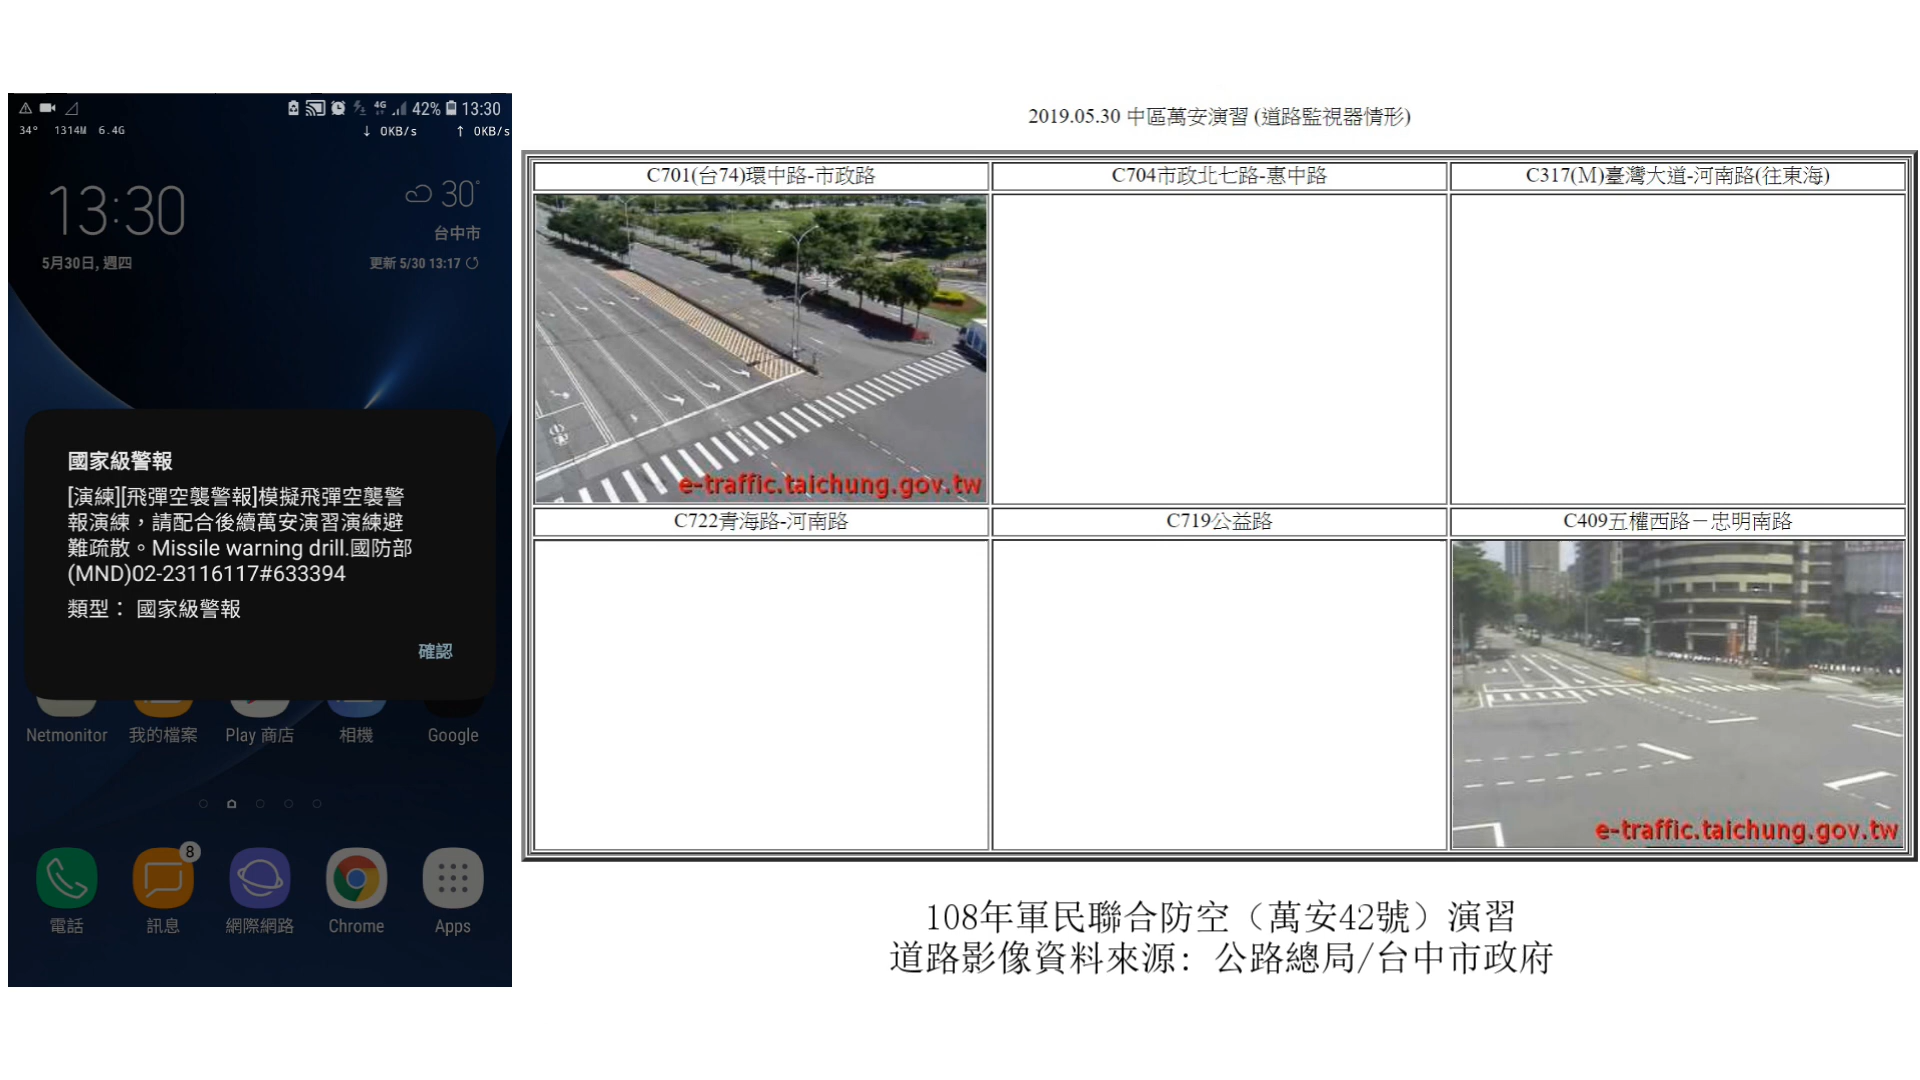 4G 42% 13:30
34° 1314M 6.4G ↓ 0KB/s ↑ 0KB/s
13:30
30°
台中市
5月30日, 週四
更新 5/30 13:17
國家級警報
[演練][飛彈空襲警報]模擬飛彈空襲警
報演練，請配合後續萬安演習演練避
難疏散。Missile warning drill.國防部
(MND)02-23116117#633394
類型： 國家級警報
確認
Netmonitor 我的檔案 Play 商店 相機 Google
8
電話 訊息 網際網路 Chrome Apps
2019.05.30 中區萬安演習 (道路監視器情形)
C701(台74)環中路-市政路 C704市政北七路-惠中路 C317(M)臺灣大道-河南路(往東海)
e-traffic.taichung.gov.tw
C722青海路-河南路 C719公益路 C409五權西路－忠明南路
e-traffic.taichung.gov.tw
108年軍民聯合防空（萬安42號）演習
道路影像資料來源: 公路總局/台中市政府